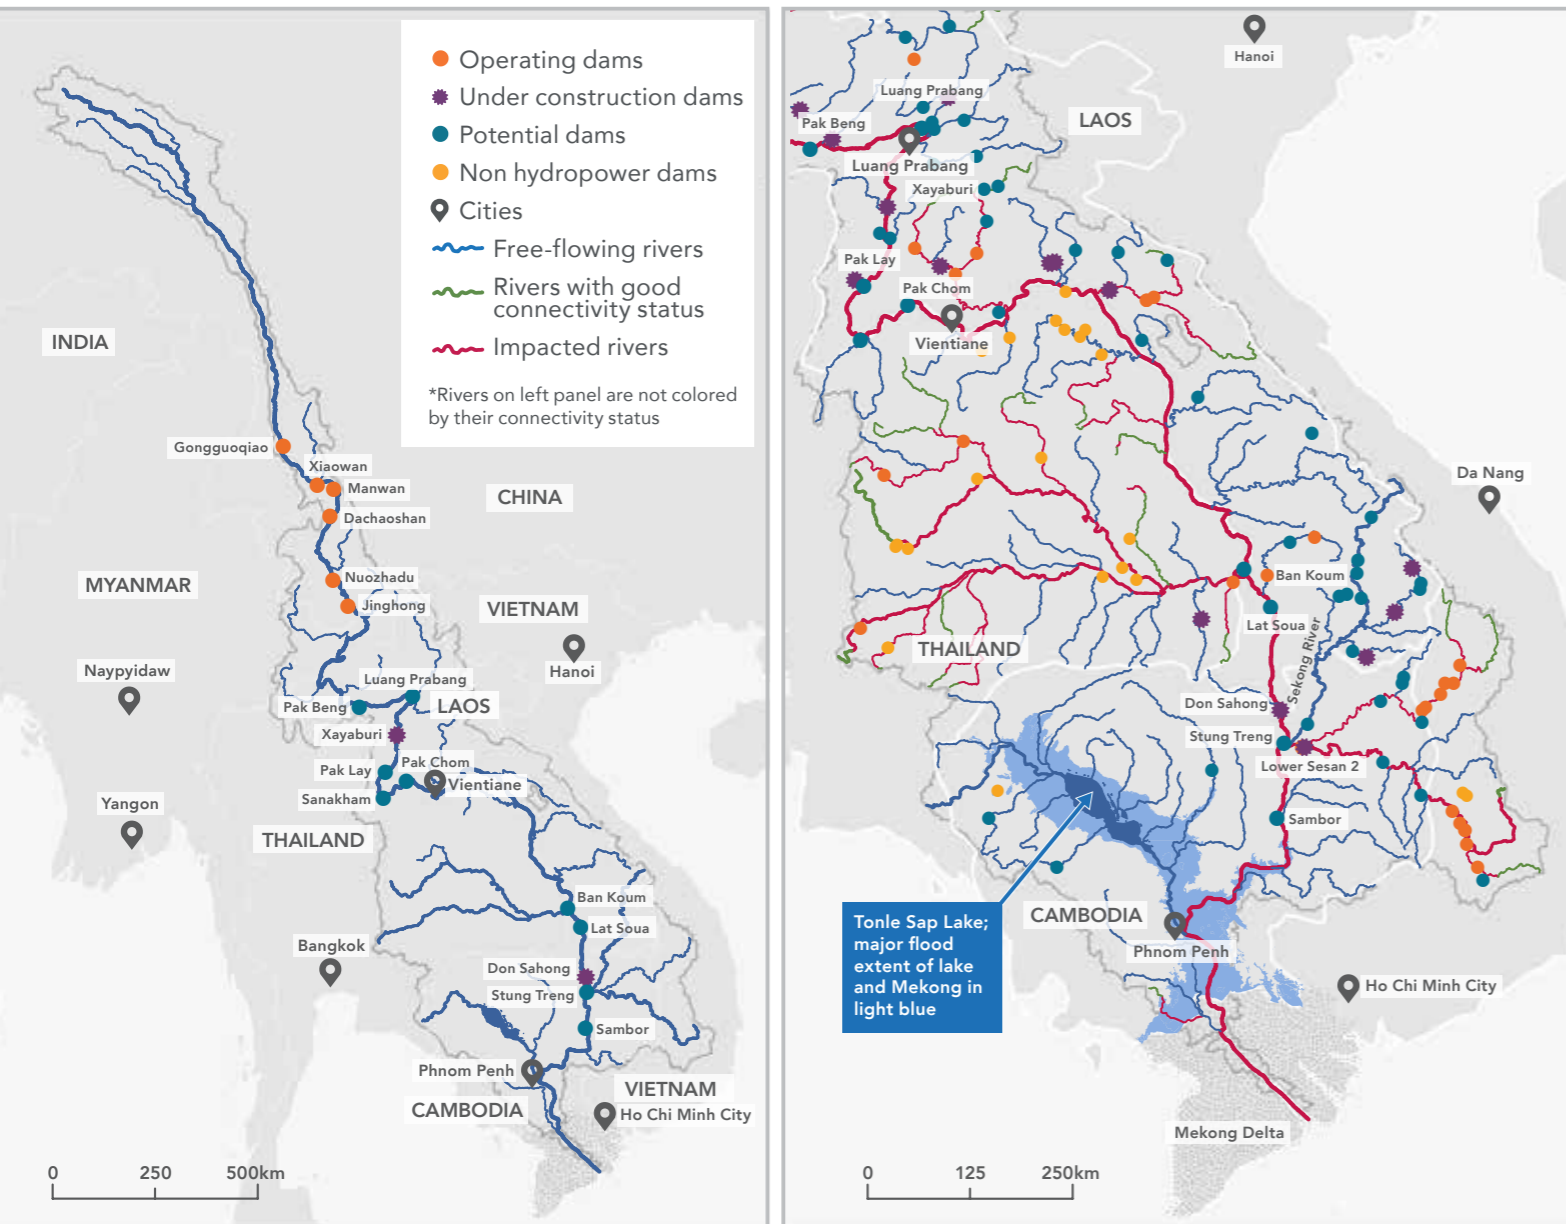 Operating dams
Under construction dams
Potential dams
Non hydropower dams
Cities
Free-flowing rivers
Rivers with good
connectivity status
Impacted rivers
*Rivers on left panel are not colored
by their connectivity status
INDIA
Gongguoqiao
Xiaowan
Manwan
CHINA
Dachaoshan
MYANMAR
Nuozhadu
Jinghong
VIETNAM
Naypyidaw
Hanoi
Luang Prabang
Pak Beng
LAOS
Xayaburi
Pak Lay
Pak Chom
Vientiane
Sanakham
Yangon
THAILAND
Ban Koum
Lat Soua
Bangkok
Don Sahong
Stung Treng
Sambor
Phnom Penh
VIETNAM
CAMBODIA
Ho Chi Minh City
0 250 500km
Hanoi
Luang Prabang
Pak Beng
LAOS
Luang Prabang
Xayaburi
Pak Lay
Pak Chom
Vientiane
Da Nang
Ban Koum
Lat Soua
THAILAND
Sekong River
Don Sahong
Stung Treng
Lower Sesan 2
Sambor
Tonle Sap Lake;
major flood
extent of lake
and Mekong in
light blue
CAMBODIA
Phnom Penh
Ho Chi Minh City
Mekong Delta
0 125 250km